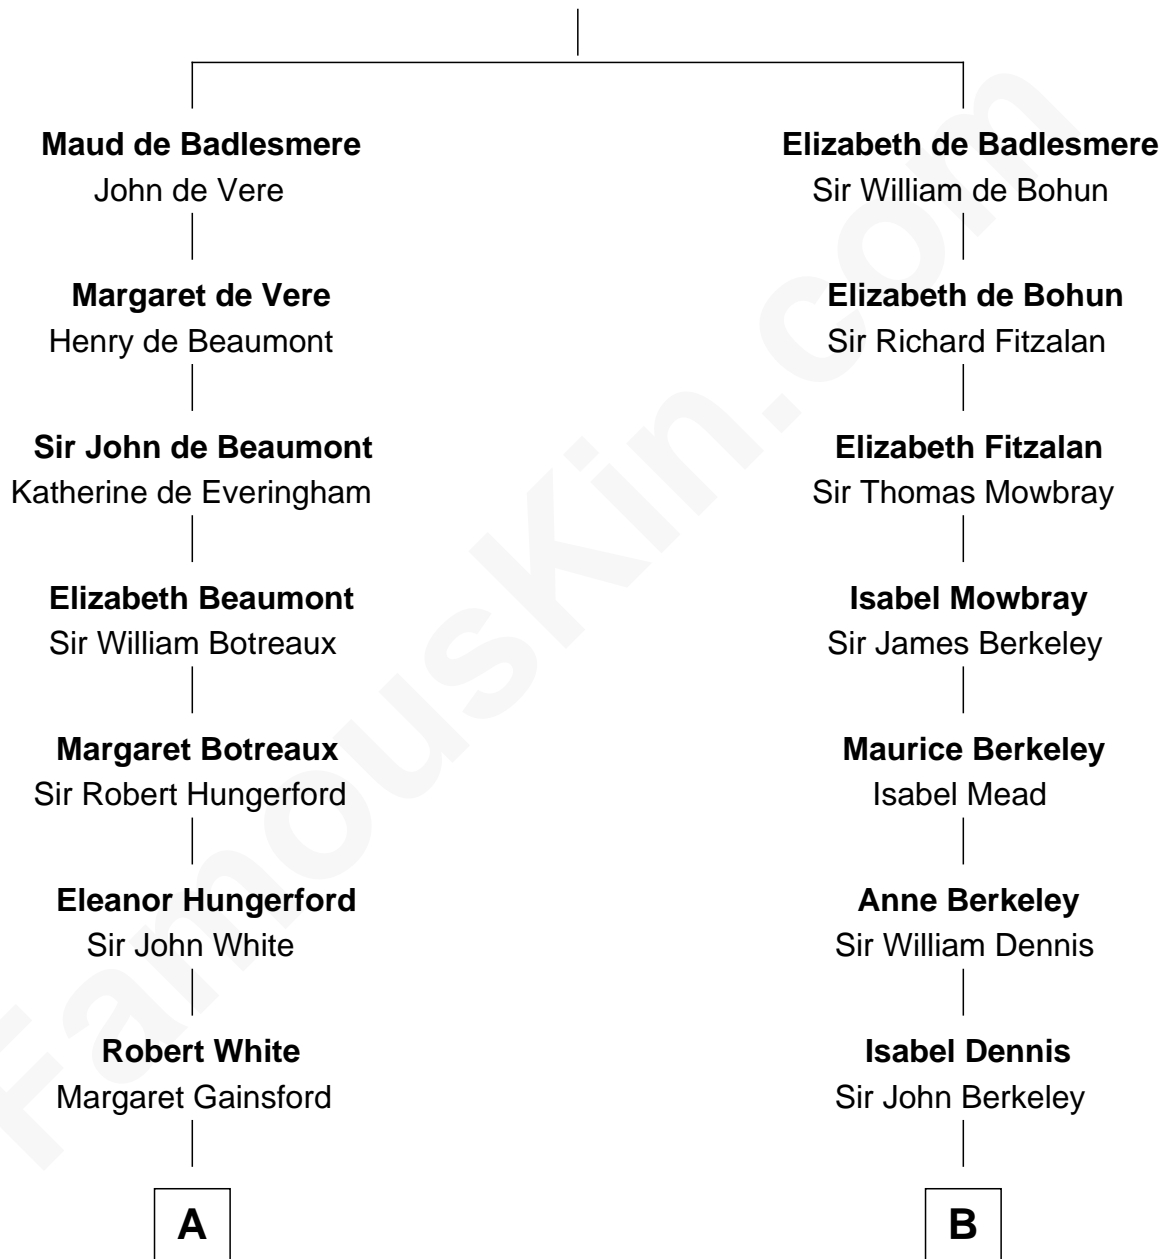 Maud de Badlesmere
John de Vere
Margaret de Vere
Henry de Beaumont
Sir John de Beaumont
Katherine de Everingham
Elizabeth Beaumont
Sir William Botreaux
Margaret Botreaux
Sir Robert Hungerford
Eleanor Hungerford
Sir John White
Robert White
Margaret Gainsford
A
Elizabeth de Badlesmere
Sir William de Bohun
Elizabeth de Bohun
Sir Richard Fitzalan
Elizabeth Fitzalan
Sir Thomas Mowbray
Isabel Mowbray
Sir James Berkeley
Maurice Berkeley
Isabel Mead
Anne Berkeley
Sir William Dennis
Isabel Dennis
Sir John Berkeley
B
FamousKin.com